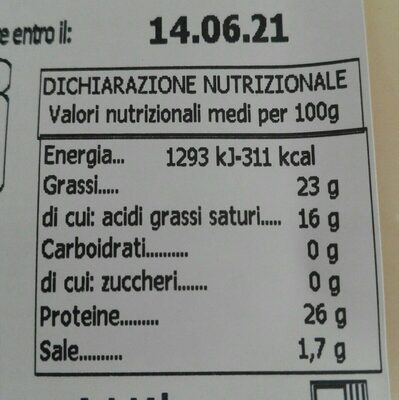 e entro il: 14.06.21
DICHIARAZIONE NUTRIZIONALE
Valori nutrizionali medi per 100g
Energia... 1293 kJ-311 kcal
Grassi..... 23 g
di cui: acidi grassi saturi..... 16 g
Carboidrati.......... 0 g
di cui: zuccheri....... 0 g
Proteine......... 26 g
Sale.......... 1,7 g